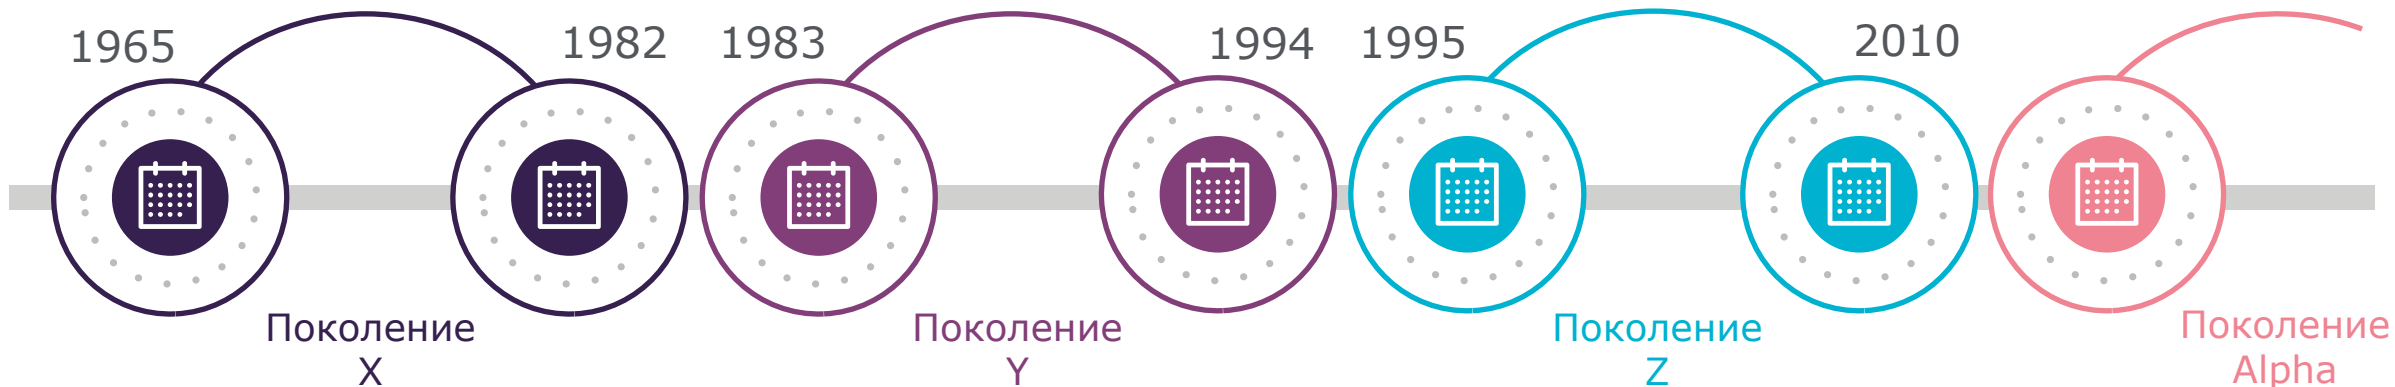 1965
1982
1983
1994
1995
2010
Поколение
X
Поколение
Y
Поколение
Z
Поколение
Alpha